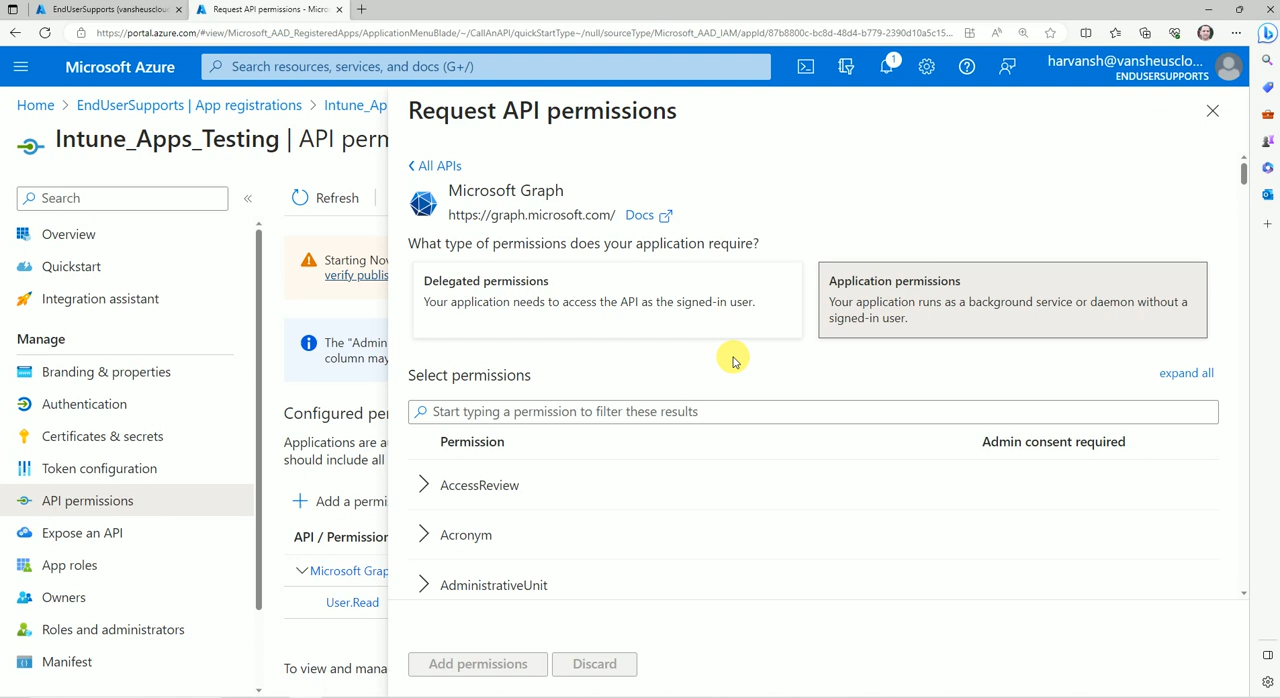 EndUserSupports (vansheusclou
Request API permissions - Micros
https://portal.azure.com/#view/Microsoft_AAD_RegisteredApps/ApplicationMenuBlade/~/CallAnAPI/quickStartType~/null/sourceType/Microsoft_AAD_IAM/appId/87b8800c-bc8d-48d4-b779-2390d10a5c15...
Microsoft Azure
Search resources, services, and docs (G+/)
1
harvansh@vansheusclo...
ENDUSERSUPPORTS
Home > EndUserSupports | App registrations > Intune_Ap
Intune_Apps_Testing | API perm
Search
«
Overview
Quickstart
Integration assistant
Manage
Branding & properties
Authentication
Certificates & secrets
Token configuration
API permissions
Expose an API
App roles
Owners
Roles and administrators
Manifest
Refresh
Starting Nov
verify publis
The "Admin
column may
Configured per
Applications are a
should include all
Add a permi
API / Permission
Microsoft Grap
User.Read
To view and mana
Request API permissions
All APIs
Microsoft Graph
https://graph.microsoft.com/ Docs
What type of permissions does your application require?
Delegated permissions
Your application needs to access the API as the signed-in user.
Application permissions
Your application runs as a background service or daemon without a
signed-in user.
Select permissions
expand all
Start typing a permission to filter these results
Permission
Admin consent required
AccessReview
Acronym
AdministrativeUnit
Add permissions
Discard